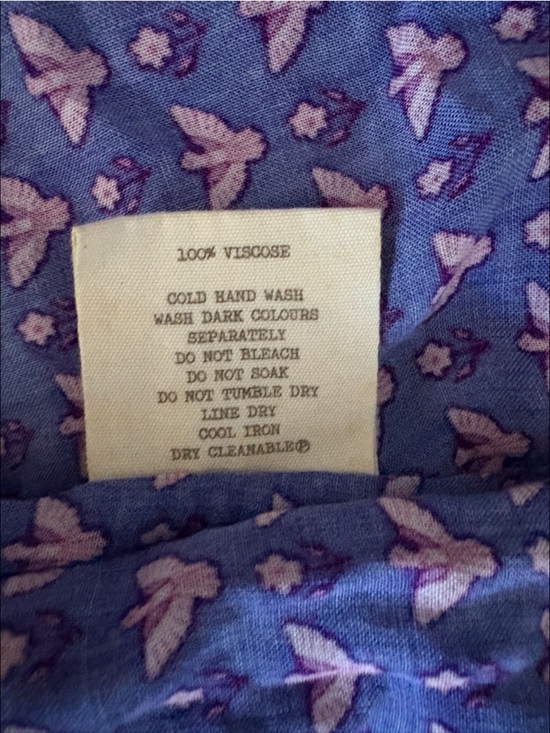 100% VISCOSE
COLD HAND WASH
WASH DARK COLOURS
SEPARATELY
DO NOT BLEACH
DO NOT SOAK
DO NOT TUMBLE DRY
LINE DRY
COOL IRON
DRY CLEANABLEⓅ